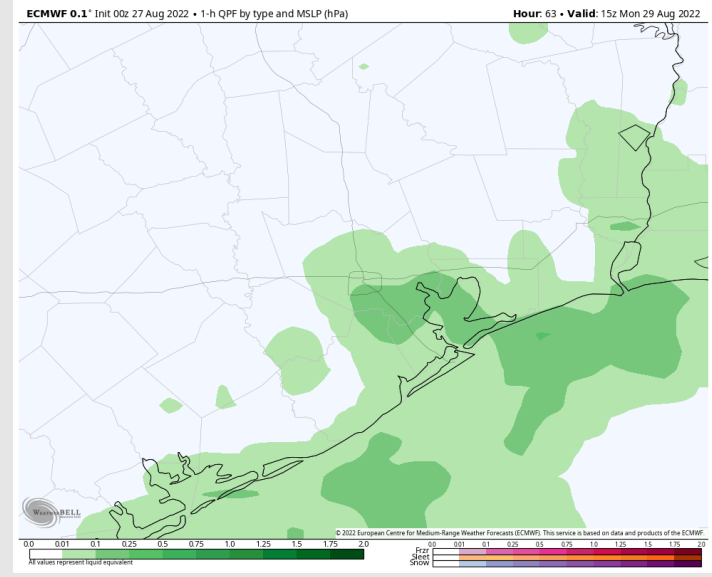 ECMWF 0.1° Init 00z 27 Aug 2022 • 1-h QPF by type and MSLP (hPa)
Hour: 63 • Valid: 15z Mon 29 Aug 2022
WeatherBELL
© 2022 European Centre for Medium-Range Weather Forecasts (ECMWF). This service is based on data and products of the ECMWF.
0.0 0.01 0.1 0.25 0.5 0.75 1.0 1.25 1.5 1.75 2.0
All values represent liquid equivalent
0.0 0.01 0.1 0.25 0.5 0.75 1.0 1.25 1.5 1.75 2.0
Frzr
Sleet
Snow